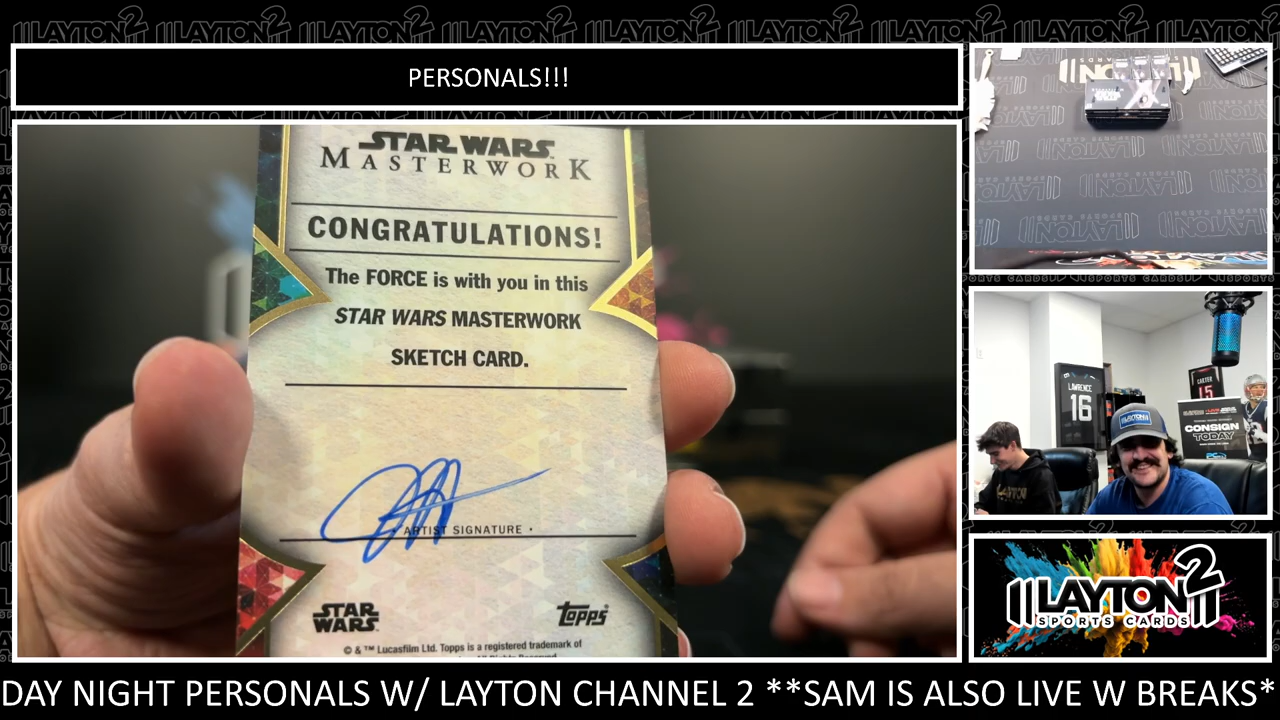 PERSONALS!!!
STAR WARS
MASTERWORK
CONGRATULATIONS!
The FORCE is with you in this
STAR WARS MASTERWORK
SKETCH CARD.
• ARTIST SIGNATURE •
STAR WARS
topps
© & ™ Lucasfilm Ltd. Topps is a registered trademark of
LAWRENCE
16
CARTER
15
CONSIGN
TODAY
LAYTON 2
SPORTS CARDS
DAY NIGHT PERSONALS W/ LAYTON CHANNEL 2 **SAM IS ALSO LIVE W BREAKS*